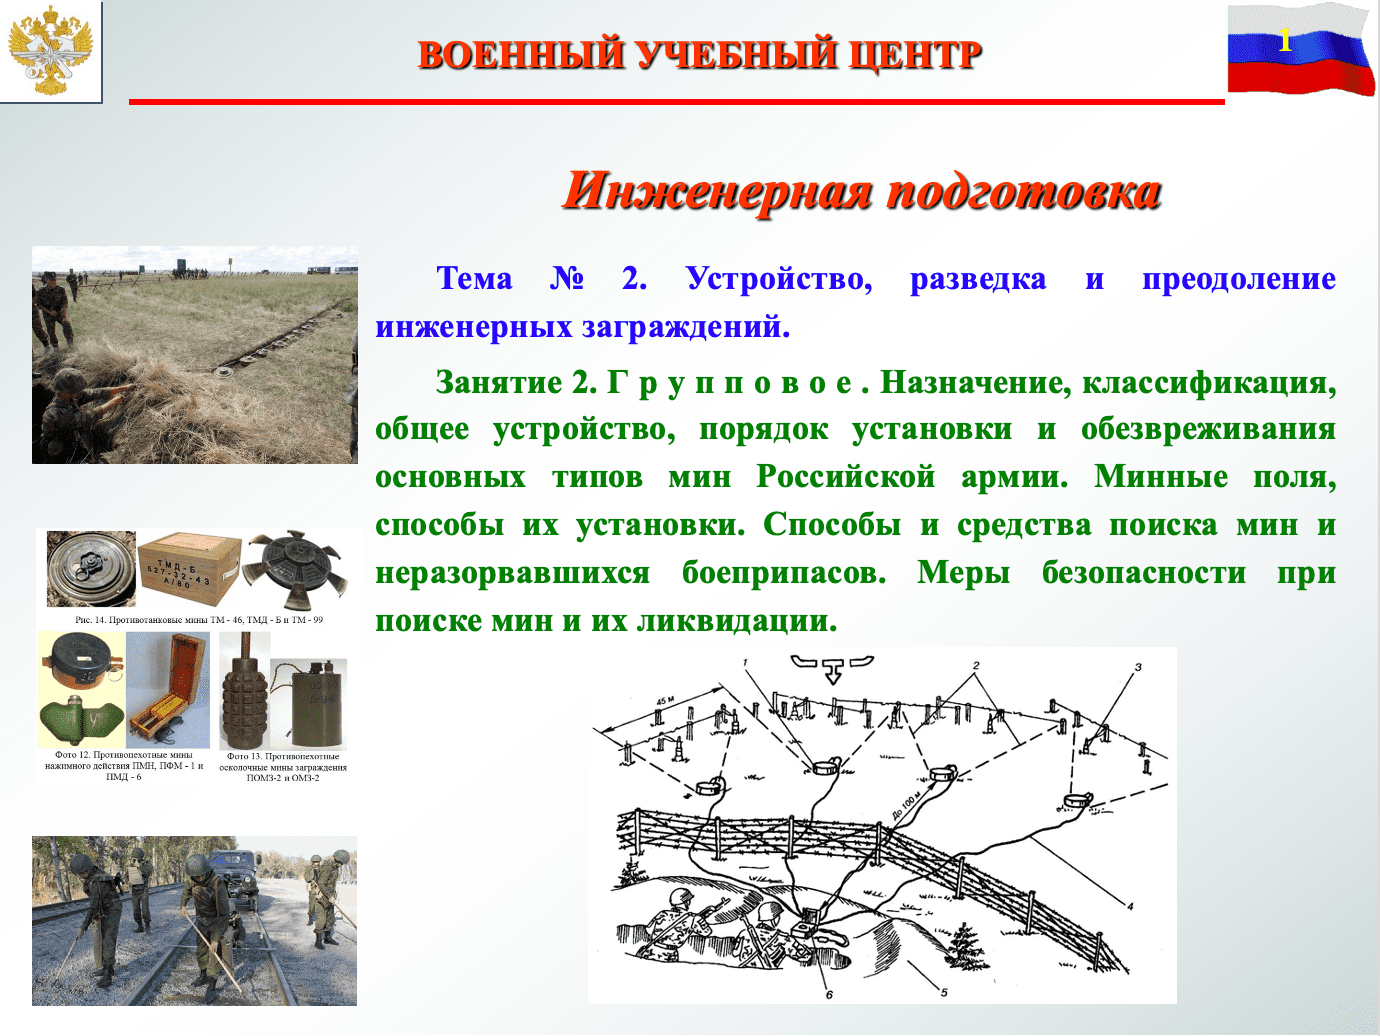 ВОЕННЫЙ УЧЕБНЫЙ ЦЕНТР
1
Инженерная подготовка
Тема № 2. Устройство, разведка и преодоление
инженерных заграждений.
Занятие 2. Г р у п п о в о е . Назначение, классификация,
общее устройство, порядок установки и обезвреживания
основных типов мин Российской армии. Минные поля,
способы их установки. Способы и средства поиска мин и
неразорвавшихся боеприпасов. Меры безопасности при
поиске мин и их ликвидации.
ТМД-Б
627-32-43
А/80
Рис. 14. Противотанковые мины ТМ - 46, ТМД - Б и ТМ - 99
Фото 12. Противопехотные мины
нажимного действия ПМН, ПФМ - 1 и
ПМД - 6
Фото 13. Противопехотные
осколочные мины заграждения
ПОМЗ-2 и ОМЗ-2
1
2
3
45 м
До 100 м
4
5
6